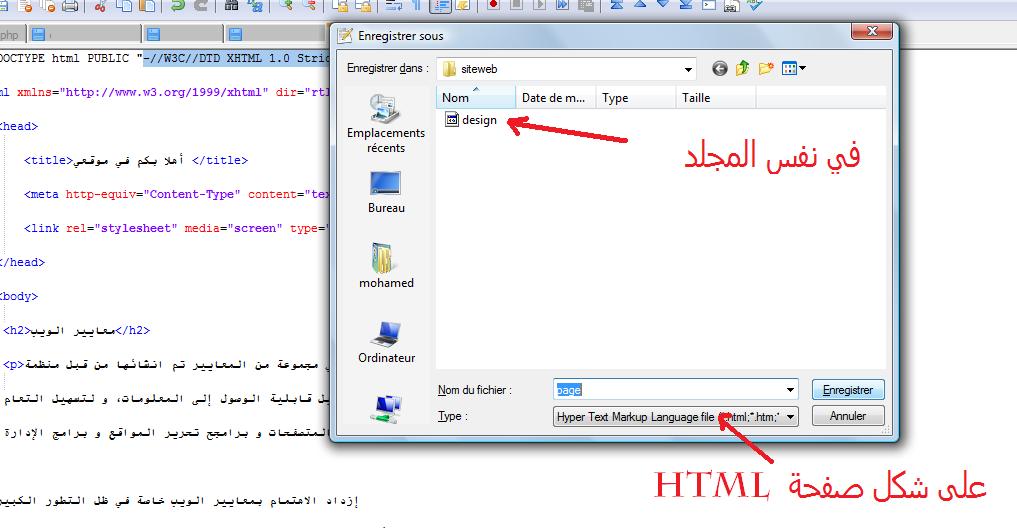 php
Enregistrer sous
DOCTYPE html PUBLIC "-//W3C//DTD XHTML 1.0 Stric
ml xmlns="http://www.w3.org/1999/xhtml" dir="rtl
<head>
<title>أهلا بكم في موقعي </title>
<meta http-equiv="Content-Type" content="tex
<link rel="stylesheet" media="screen" type="
</head>
<body>
<h2>معايير الويب</h2>
<p>ي مجموعة من المعايير تم انشائها من قبل منظمة
يل قابلية الوصول إلى المعلومات، و لتسهيل التعام
المتصفحات و برامج تحرير المواقع و برامج الإدارة
إزداد الاهتمام بمعايير الويب خاصة في ظل التطور الكبير
Enregistrer dans :
siteweb
Nom
Date de m...
Type
Taille
design
Emplacements
récents
Bureau
mohamed
Ordinateur
في نفس المجلد
Nom du fichier :
page
Enregistrer
Type :
Hyper Text Markup Language file (*.html;*.htm;*
Annuler
على شكل صفحة HTML